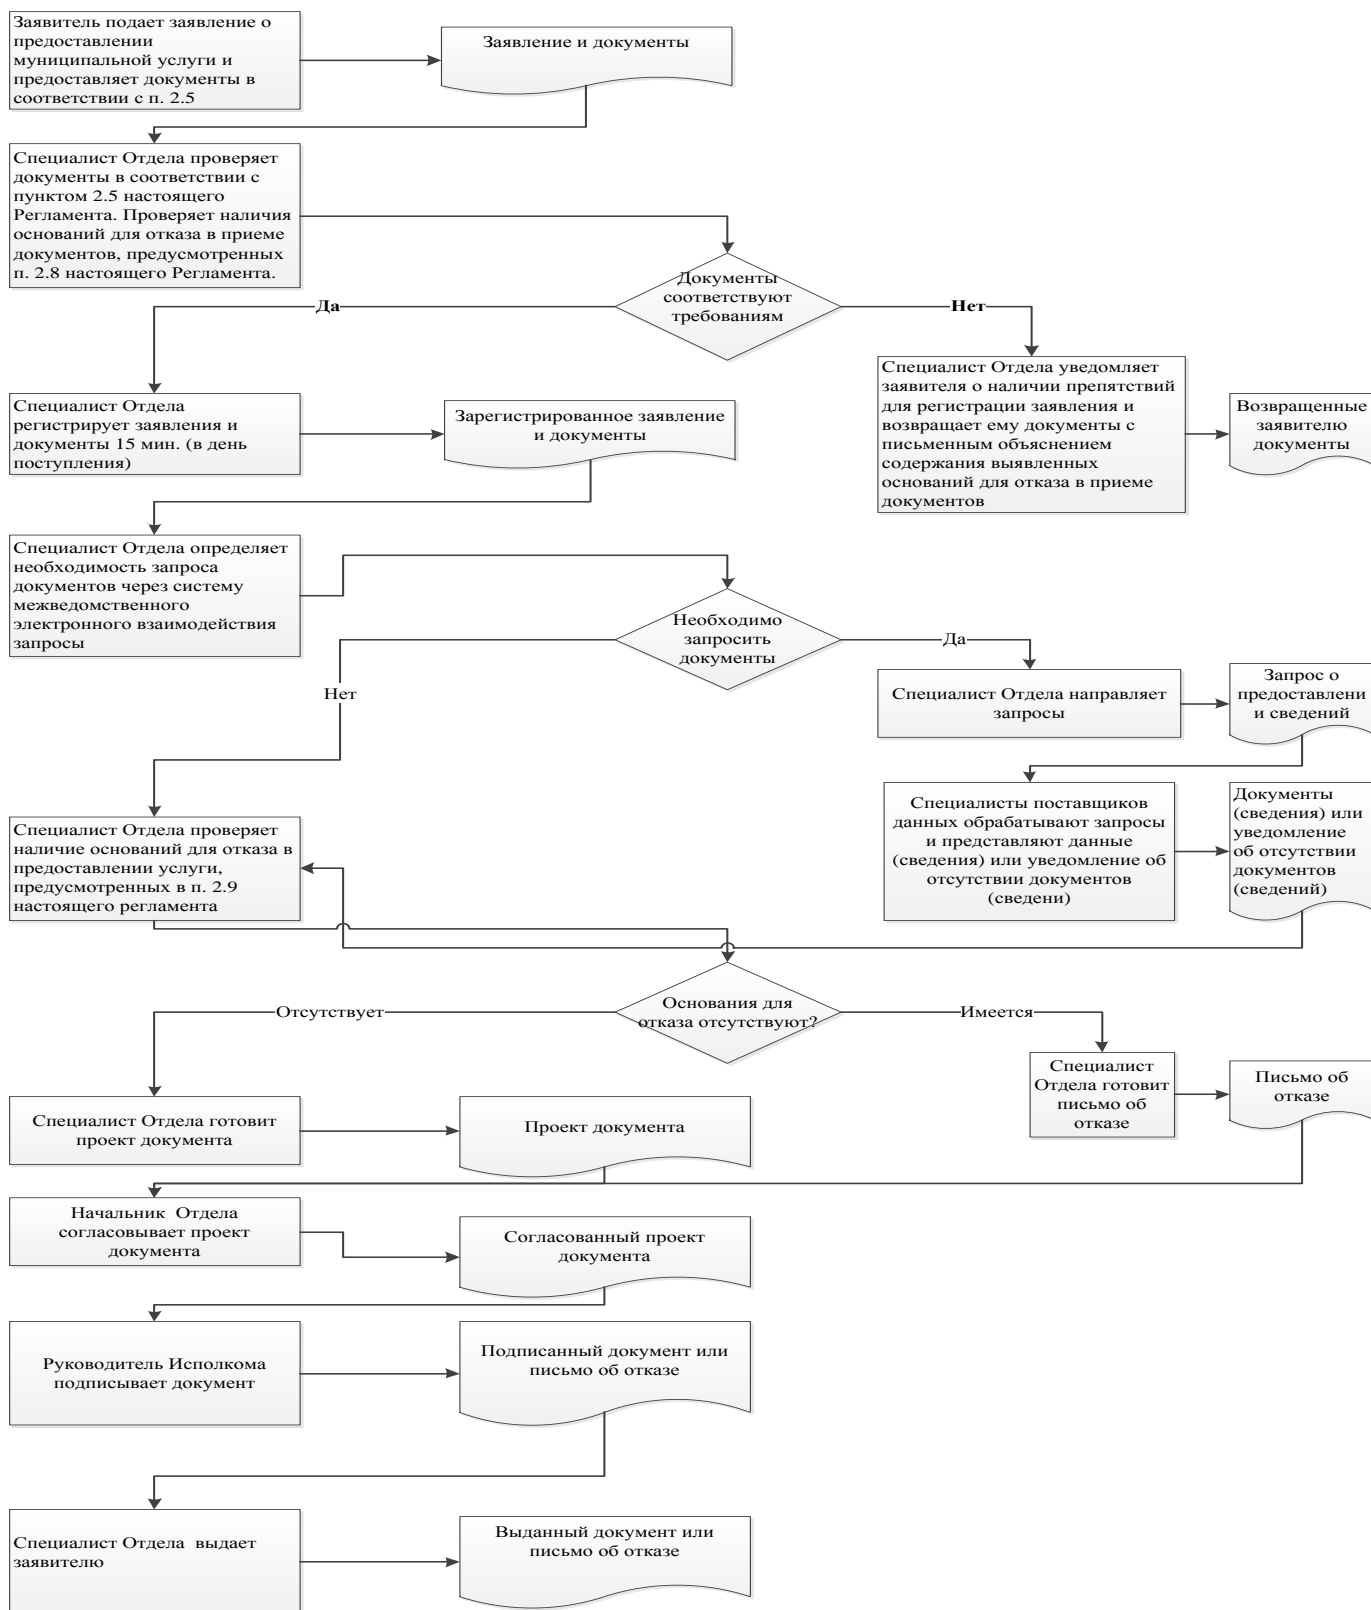 Заявитель подает заявление о
предоставлении
муниципальной услуги и
предоставляет документы в
соответствии с п. 2.5
Заявление и документы
Специалист Отдела проверяет
документы в соответствии с
пунктом 2.5 настоящего
Регламента. Проверяет наличия
оснований для отказа в приеме
документов, предусмотренных
п. 2.8 настоящего Регламента.
Документы
соответствуют
требованиям
Да
Нет
Специалист Отдела
регистрирует заявления и
документы 15 мин. (в день
поступления)
Зарегистрированное заявление
и документы
Специалист Отдела уведомляет
заявителя о наличии препятствий
для регистрации заявления и
возвращает ему документы с
письменным объяснением
содержания выявленных
оснований для отказа в приеме
документов
Возвращенные
заявителю
документы
Специалист Отдела определяет
необходимость запроса
документов через систему
межведомственного
электронного взаимодействия
запросы
Необходимо
запросить
документы
Да
Нет
Специалист Отдела направляет
запросы
Запрос о
предоставлени
и сведений
Специалисты поставщиков
данных обрабатывают запросы
и представляют данные
(сведения) или уведомление об
отсутствии документов
(сведени)
Документы
(сведения) или
уведомление
об отсутствии
документов
(сведений)
Специалист Отдела проверяет
наличие оснований для отказа в
предоставлении услуги,
предусмотренных в п. 2.9
настоящего регламента
Основания для
отказа отсутствуют?
Отсутствует
Имеется
Специалист
Отдела готовит
письмо об
отказе
Письмо об
отказе
Специалист Отдела готовит
проект документа
Проект документа
Начальник  Отдела
согласовывает проект
документа
Согласованный проект
документа
Руководитель Исполкома
подписывает документ
Подписанный документ или
письмо об отказе
Специалист Отдела  выдает
заявителю
Выданный документ или
письмо об отказе